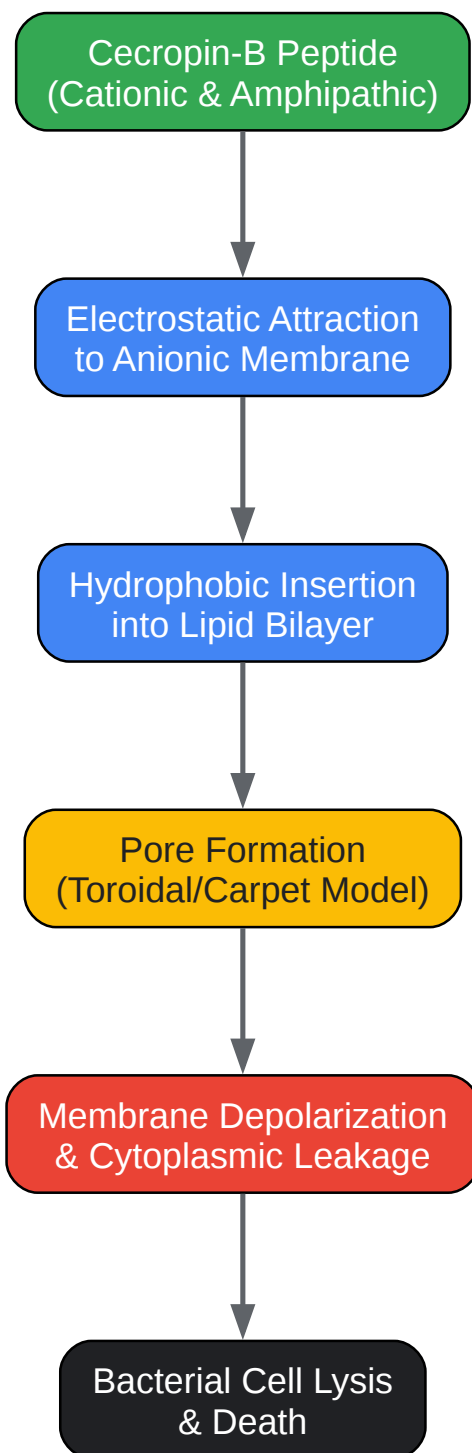 Cecropin-B Peptide
(Cationic & Amphipathic)
Electrostatic Attraction
to Anionic Membrane
Hydrophobic Insertion
into Lipid Bilayer
Pore Formation
(Toroidal/Carpet Model)
Membrane Depolarization
& Cytoplasmic Leakage
Bacterial Cell Lysis
& Death